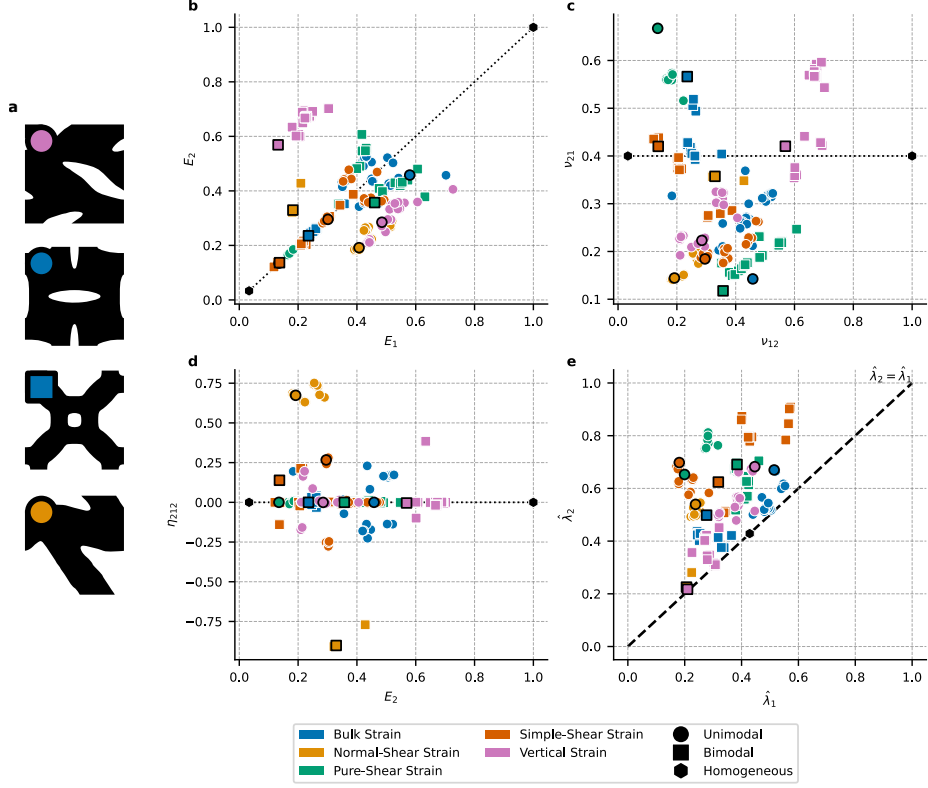 a
b
1.0
0.8
0.6
0.4
0.2
0.0
E₂
0.0 0.2 0.4 0.6 0.8 1.0
E₁
c
0.6
0.5
0.4
0.3
0.2
0.1
ν₂₁
0.0 0.2 0.4 0.6 0.8 1.0
ν₁₂
d
0.75
0.50
0.25
0.00
−0.25
−0.50
−0.75
η₂₁₂
0.0 0.2 0.4 0.6 0.8 1.0
E₂
e
λ̂₂ = λ̂₁
1.0
0.8
0.6
0.4
0.2
0.0
λ̂₂
0.0 0.2 0.4 0.6 0.8 1.0
λ̂₁
Bulk Strain
Normal-Shear Strain
Pure-Shear Strain
Simple-Shear Strain
Vertical Strain
Unimodal
Bimodal
Homogeneous